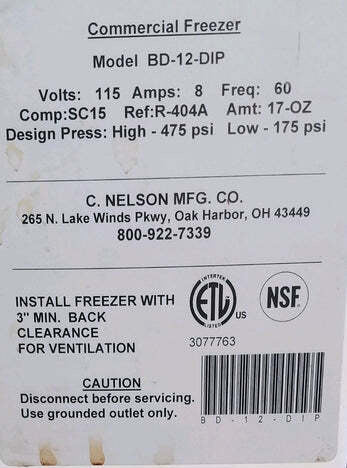 Commercial Freezer
Model BD-12-DIP
Volts: 115 Amps: 8 Freq: 60
Comp:SC15 Ref:R-404A Amt: 17-OZ
Design Press: High - 475 psi Low - 175 psi
C. NELSON MFG. CO.
265 N. Lake Winds Pkwy, Oak Harbor, OH 43449
800-922-7339
INSTALL FREEZER WITH
3" MIN. BACK
CLEARANCE
FOR VENTILATION
INTERTEK
ETL
LISTED
US
NSF
3077763
CAUTION
Disconnect before servicing.
Use grounded outlet only.
BD-12-DIP